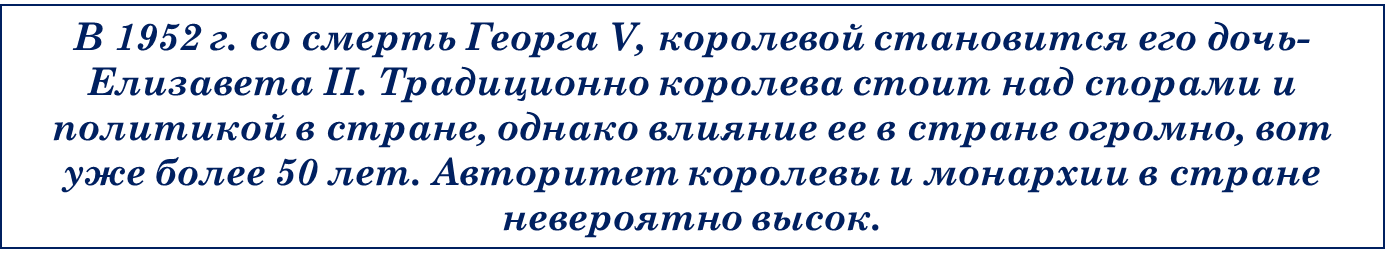 В 1952 г. со смерть Георга V, королевой становится его дочь-
Елизавета II. Традиционно королева стоит над спорами и
политикой в стране, однако влияние ее в стране огромно, вот
уже более 50 лет. Авторитет королевы и монархии в стране
невероятно высок.